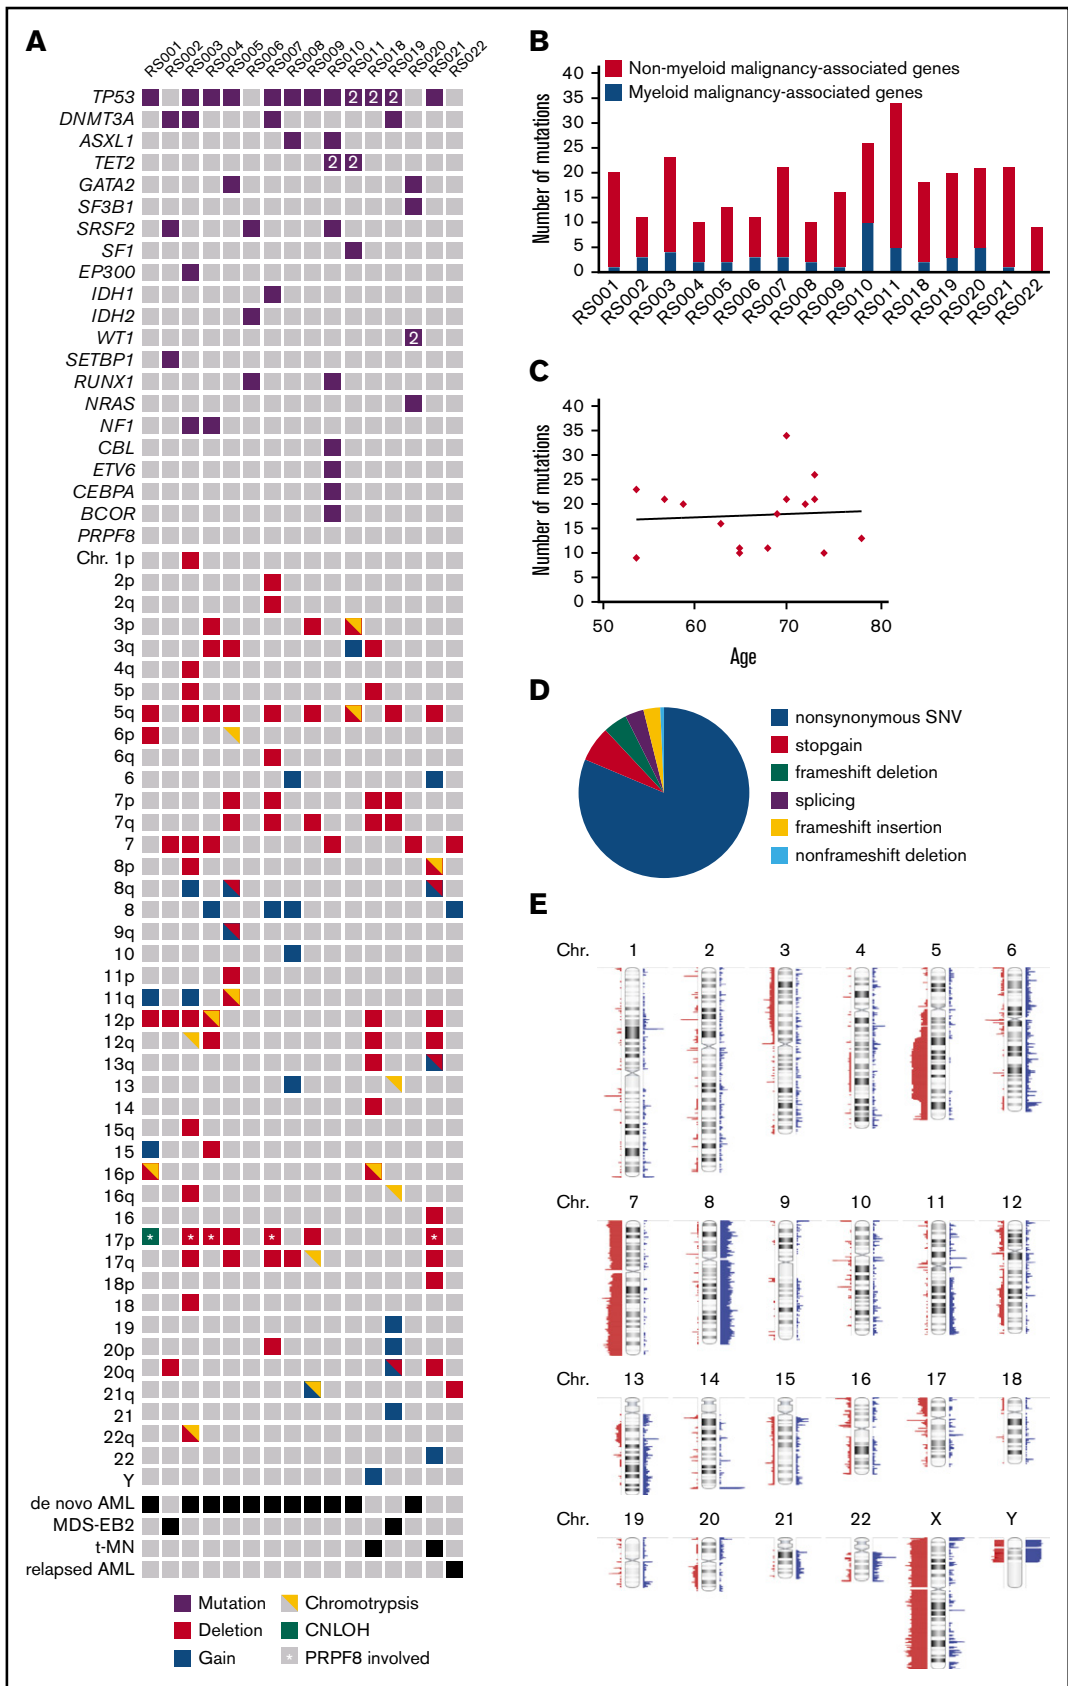 A
RS001 RS002 RS003 RS004 RS005 RS006 RS007 RS008 RS009 RS010 RS011 RS018 RS019 RS020 RS021 RS022
TP53 2 2 2
DNMT3A
ASXL1
TET2 2 2
GATA2
SF3B1
SRSF2
SF1
EP300
IDH1
IDH2
WT1 2
SETBP1
RUNX1
NRAS
NF1
CBL
ETV6
CEBPA
BCOR
PRPF8
Chr. 1p
2p
2q
3p
3q
4q
5p
5q
6p
6q
6
7p
7q
7
8p
8q
8
9q
10
11p
11q
12p
12q
13q
13
14
15q
15
16p
16q
16
17p * * * * *
17q
18p
18
19
20p
20q
21q
21
22q
22
Y
de novo AML
MDS-EB2
t-MN
relapsed AML
Mutation
Chromotrypsis
Deletion
CNLOH
Gain
* PRPF8 involved
B
Non-myeloid malignancy-associated genes
Myeloid malignancy-associated genes
Number of mutations
40
35
30
25
20
15
10
5
0
RS001 RS002 RS003 RS004 RS005 RS006 RS007 RS008 RS009 RS010 RS011 RS018 RS019 RS020 RS021 RS022
C
Number of mutations
40
35
30
25
20
15
10
5
0
50 60 70 80
Age
D
nonsynonymous SNV
stopgain
frameshift deletion
splicing
frameshift insertion
nonframeshift deletion
E
Chr. 1 2 3 4 5 6
Chr. 7 8 9 10 11 12
Chr. 13 14 15 16 17 18
Chr. 19 20 21 22 X Y